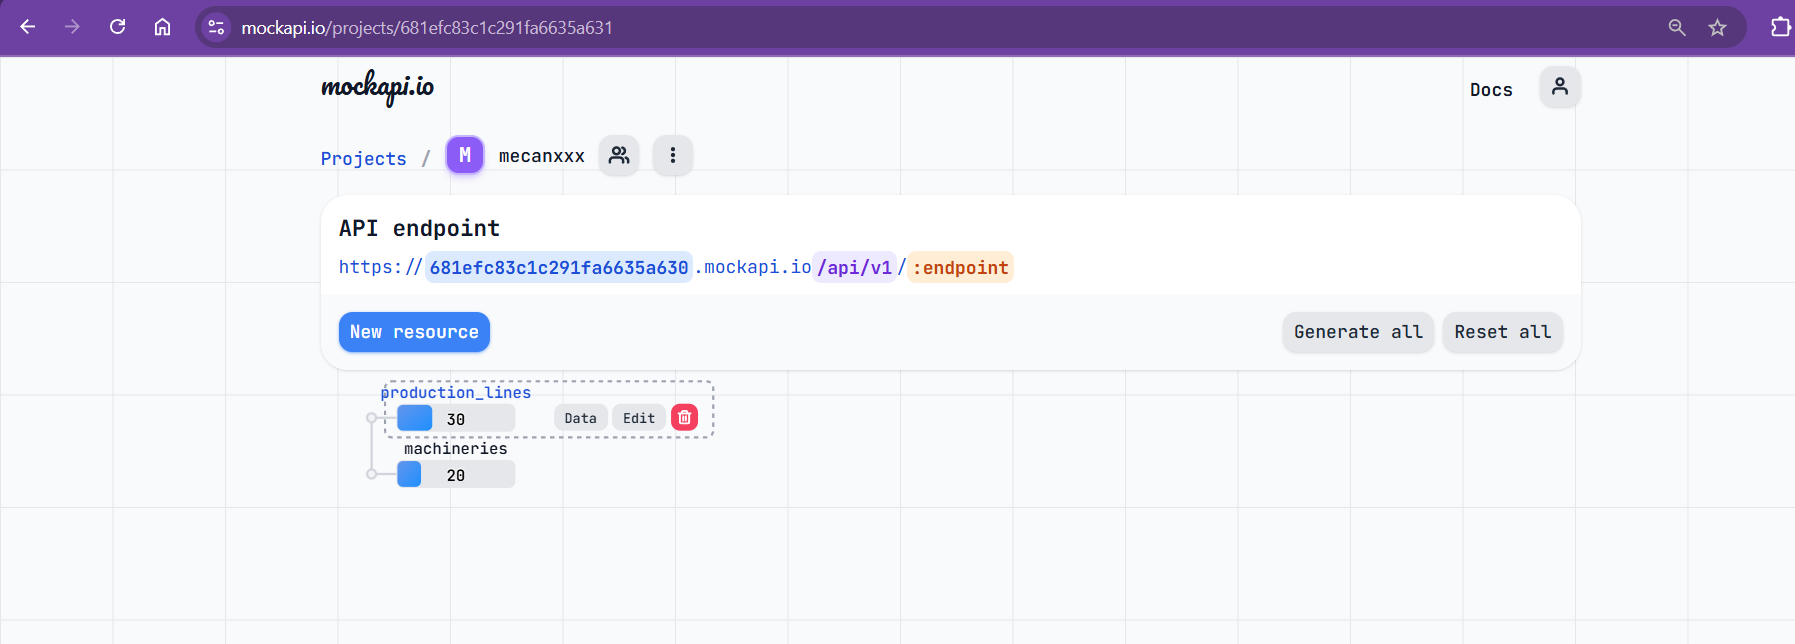 mockapi.io/projects/681efc83c1c291fa6635a631
mockapi.io
Docs
Projects / M mecanxxx
API endpoint
https://681efc83c1c291fa6635a630.mockapi.io/api/v1/:endpoint
New resource
Generate all
Reset all
production_lines
30
Data
Edit
machineries
20